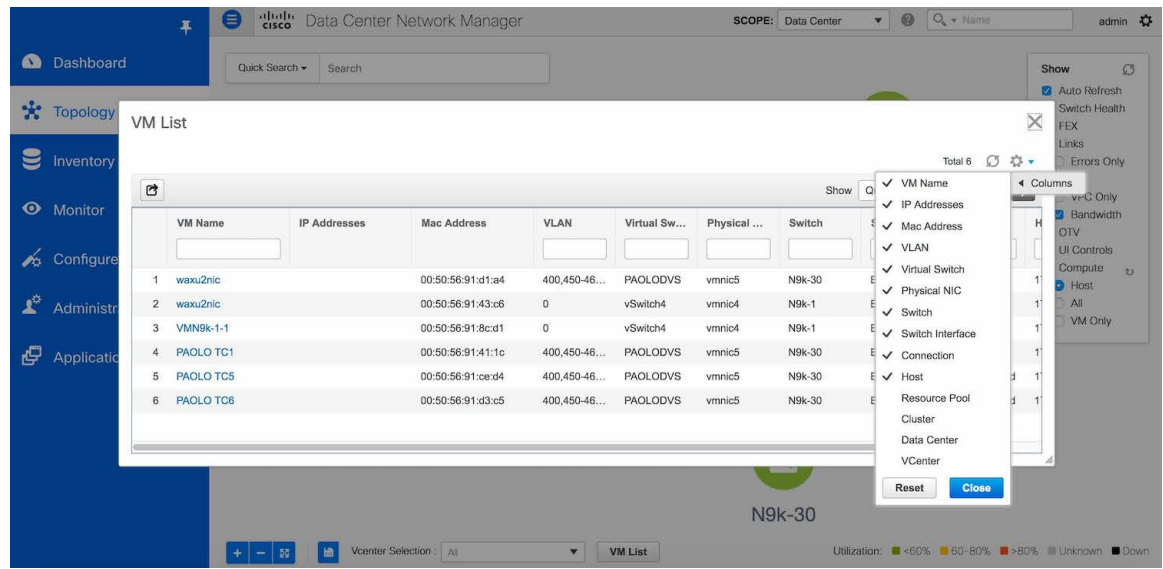 cisco Data Center Network Manager
SCOPE: Data Center
Name
admin
Dashboard
Topology
Inventory
Monitor
Configure
Administr
Applicatio
Quick Search
Search
Show
Auto Refresh
Switch Health
FEX
Links
Errors Only
VPC Only
Bandwidth
OTV
UI Controls
Compute
Host
All
VM Only
VM List
Total 6
Show
VM Name IP Addresses Mac Address VLAN Virtual Sw... Physical ... Switch
1 waxu2nic 00:50:56:91:d1:a4 400,450-46... PAOLODVS vmnic5 N9k-30
2 waxu2nic 00:50:56:91:43:c6 0 vSwitch4 vmnic4 N9k-1
3 VMN9k-1-1 00:50:56:91:8c:d1 0 vSwitch4 vmnic4 N9k-1
4 PAOLO TC1 00:50:56:91:41:1c 400,450-46... PAOLODVS vmnic5 N9k-30
5 PAOLO TC5 00:50:56:91:ce:d4 400,450-46... PAOLODVS vmnic5 N9k-30
6 PAOLO TC6 00:50:56:91:d3:c5 400,450-46... PAOLODVS vmnic5 N9k-30
Columns
VM Name
IP Addresses
Mac Address
VLAN
Virtual Switch
Physical NIC
Switch
Switch Interface
Connection
Host
Resource Pool
Cluster
Data Center
VCenter
Reset Close
N9k-30
Vcenter Selection : All
VM List
Utilization: <60% 60-80% >80% Unknown Down